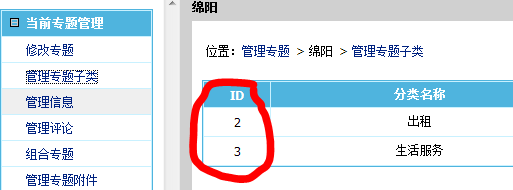 当前专题管理
修改专题
管理专题子类
管理信息
管理评论
组合专题
管理专题附件
绵阳
位置：管理专题 > 绵阳 > 管理专题子类
ID 分类名称
2 出租
3 生活服务